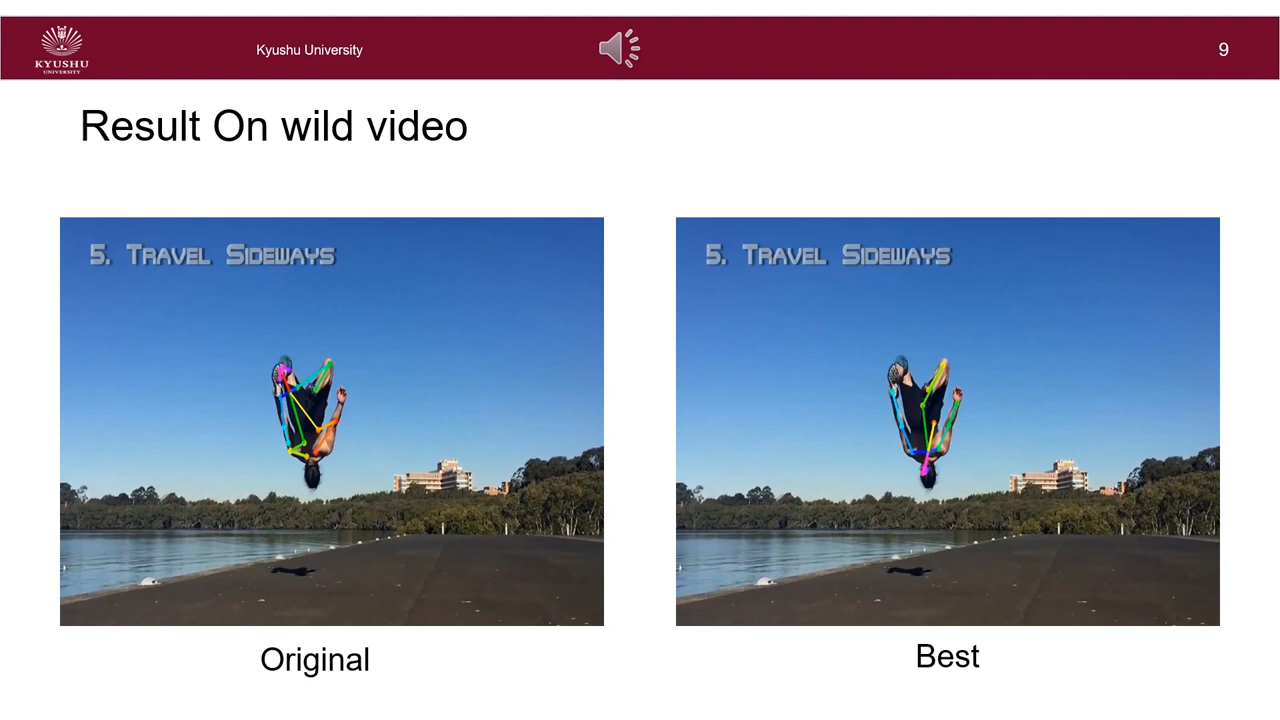 KYUSHU
UNIVERSITY
Kyushu University
9
Result On wild video
5. TRAVEL SIDEWAYS
5. TRAVEL SIDEWAYS
Original
Best